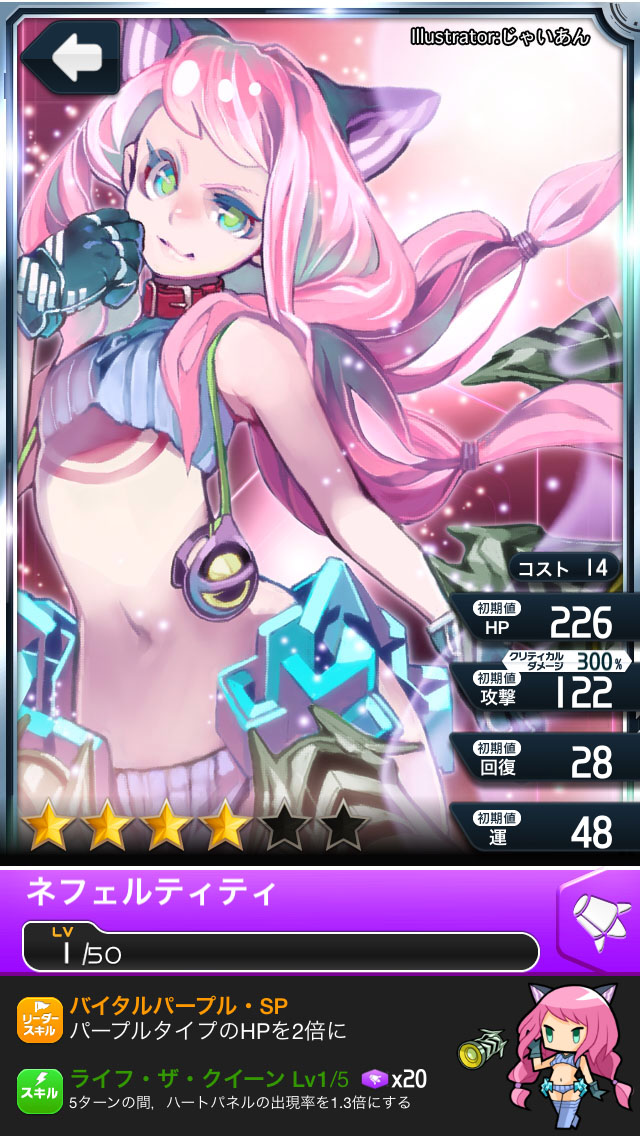 Illustrator:じゃいあん
コスト 14
初期値
HP 226
クリティカル
ダメージ 300%
初期値
攻撃 122
初期値
回復 28
初期値
運 48
ネフェルティティ
LV
1/50
リーダー
スキル
バイタルパープル・SP
パープルタイプのHPを2倍に
スキル
ライフ・ザ・クイーン Lv1/5 x20
5ターンの間, ハートパネルの出現率を1.3倍にする